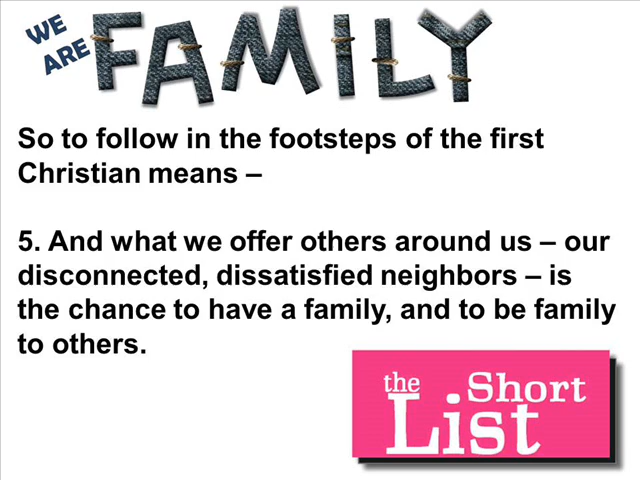 WE
ARE
FAMILY
So to follow in the footsteps of the first
Christian means –
5. And what we offer others around us – our
disconnected, dissatisfied neighbors – is
the chance to have a family, and to be family
to others.
the Short
List